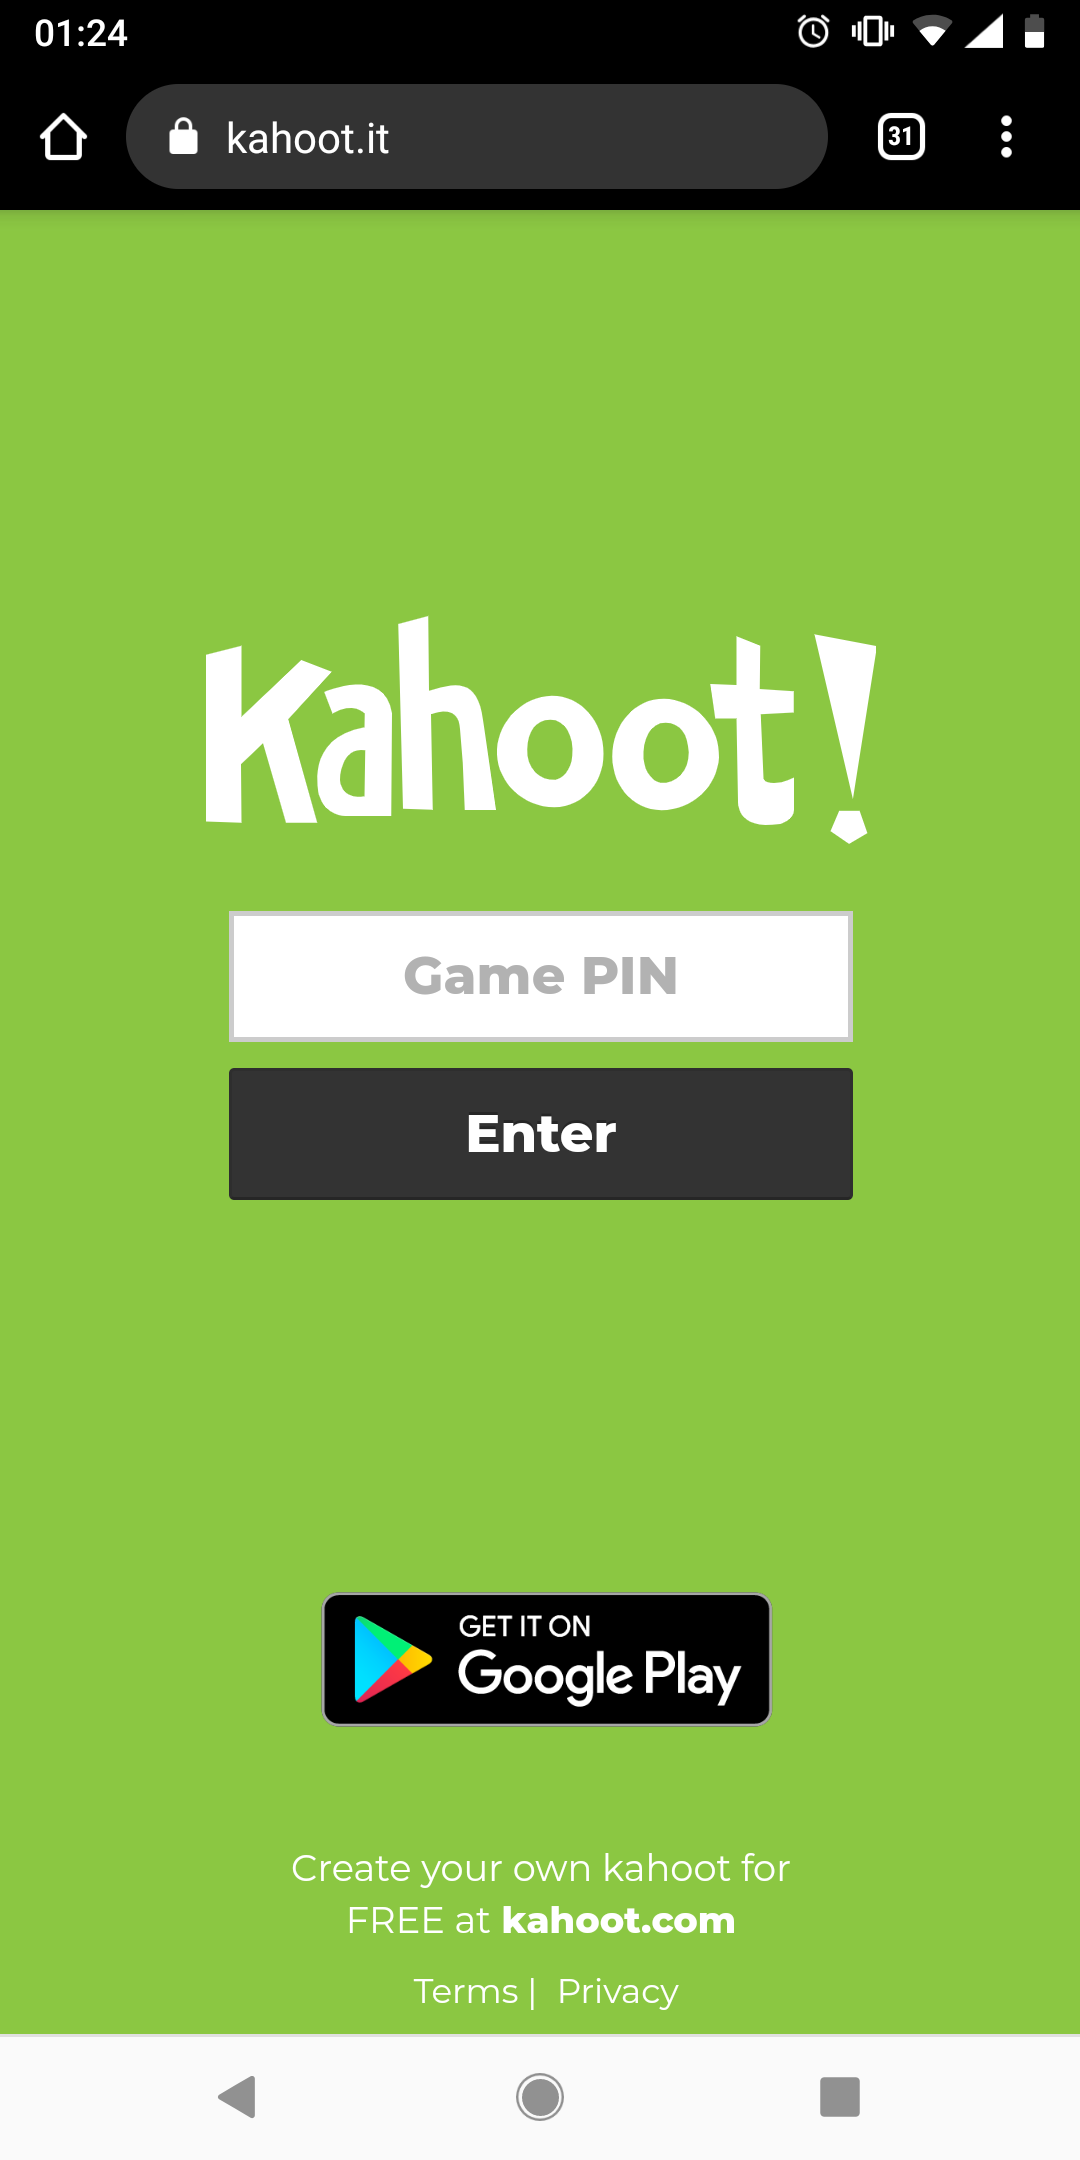 01:24
kahoot.it
31
Kahoot!
Game PIN
Enter
GET IT ON
Google Play
Create your own kahoot for
FREE at kahoot.com
Terms | Privacy